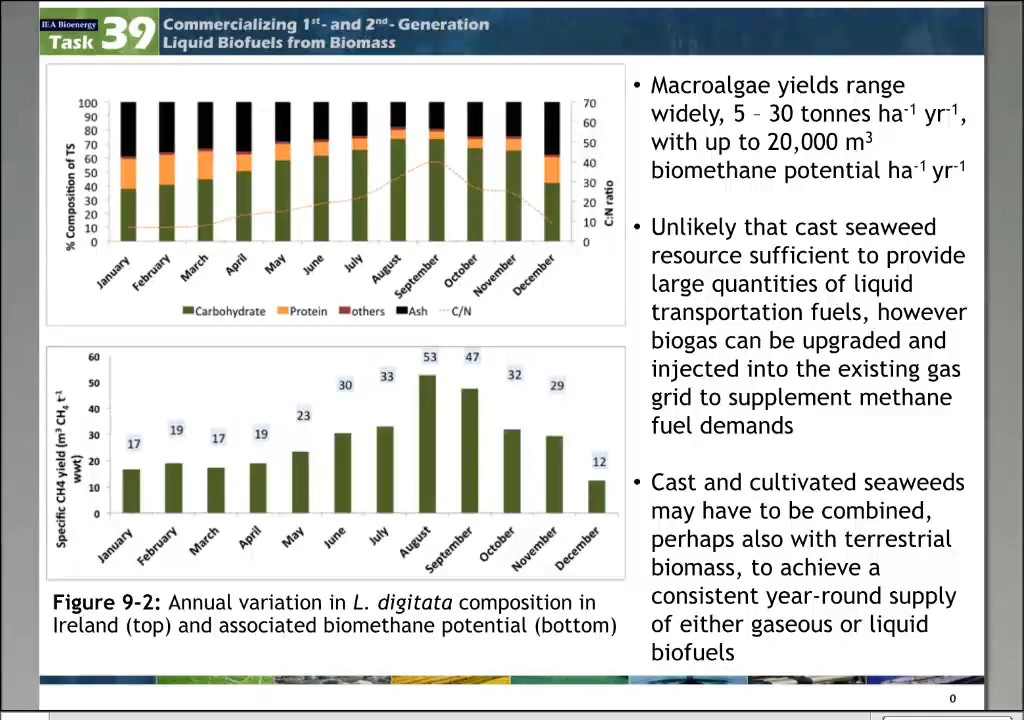 IEA Bioenergy
Task 39
Commercializing 1st- and 2nd- Generation
Liquid Biofuels from Biomass
% Composition of TS
100
90
80
70
60
50
40
30
20
10
0
70
60
50
40
30
20
10
0
C:N ratio
January
February
March
April
May
June
July
August
September
October
November
December
Carbohydrate Protein others Ash C/N
Specific CH4 yield (m3 CH4 t-1
wwt)
60
50
40
30
20
10
0
17
19
17
19
23
30
33
53
47
32
29
12
January
February
March
April
May
June
July
August
September
October
November
December
Figure 9-2: Annual variation in L. digitata composition in
Ireland (top) and associated biomethane potential (bottom)
• Macroalgae yields range
widely, 5 – 30 tonnes ha-1 yr-1,
with up to 20,000 m3
biomethane potential ha-1 yr-1
• Unlikely that cast seaweed
resource sufficient to provide
large quantities of liquid
transportation fuels, however
biogas can be upgraded and
injected into the existing gas
grid to supplement methane
fuel demands
• Cast and cultivated seaweeds
may have to be combined,
perhaps also with terrestrial
biomass, to achieve a
consistent year-round supply
of either gaseous or liquid
biofuels
0